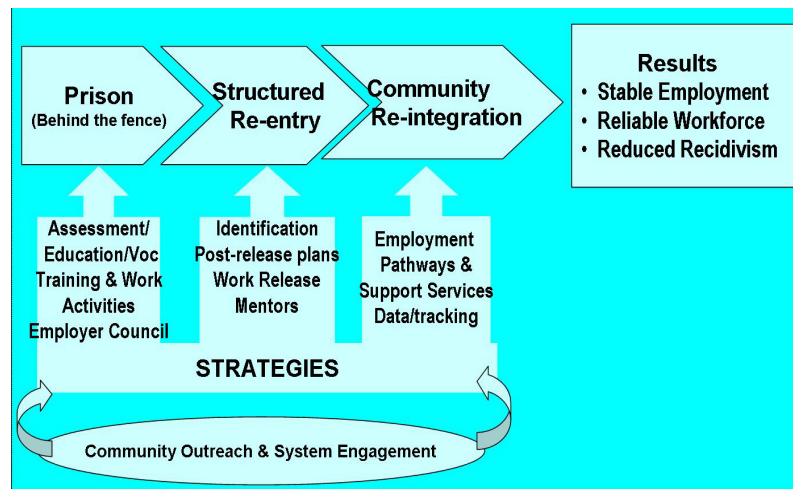 Prison
(Behind the fence)
Structured
Re-entry
Community
Re-integration
Results
• Stable Employment
• Reliable Workforce
• Reduced Recidivism
Assessment/
Education/Voc
Training & Work
Activities
Employer Council
Identification
Post-release plans
Work Release
Mentors
Employment
Pathways &
Support Services
Data/tracking
STRATEGIES
Community Outreach & System Engagement